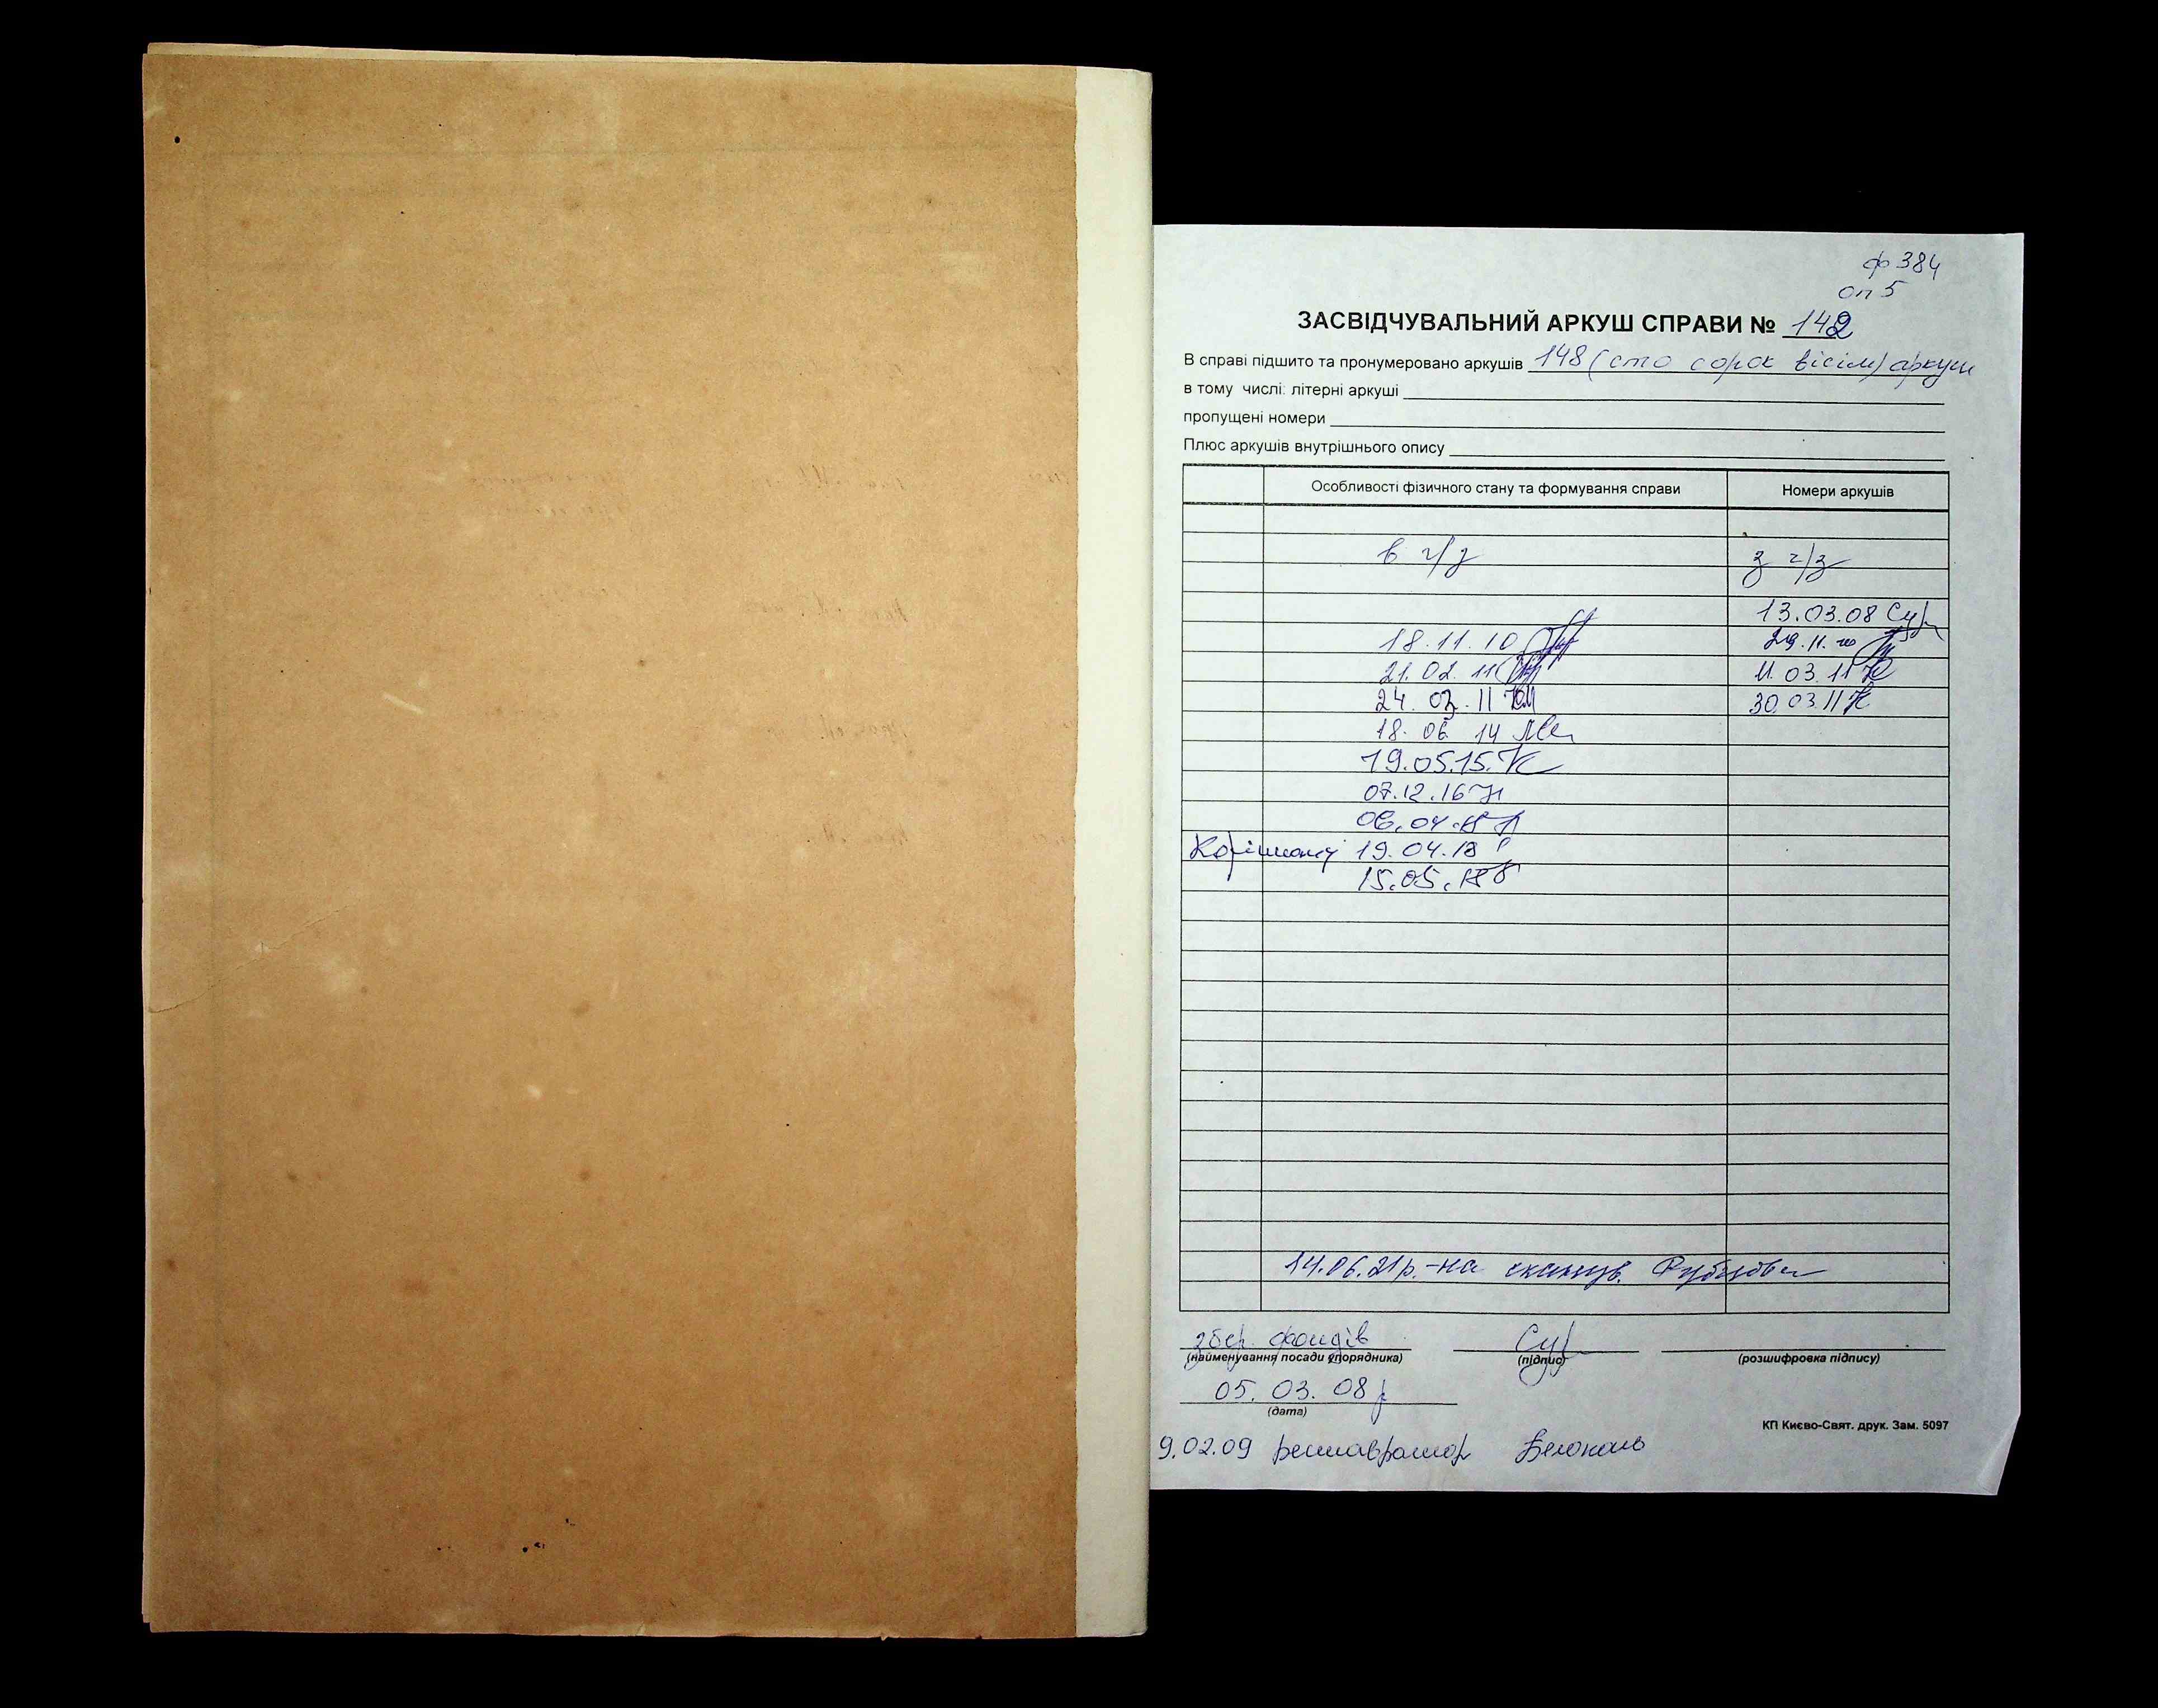 ф 384
оп 5
ЗАСВІДЧУВАЛЬНИЙ АРКУШ СПРАВИ № 142
В справі підшито та пронумеровано аркушів 148 (сто сорок вісім) аркуш
в тому числі: літерні аркуші
пропущені номери
Плюс аркушів внутрішнього опису
Особливості фізичного стану та формування справи Номери аркушів
в ч/з з ч/з
13.03.08
18.11.10 29.11.10
21.02.11 11.03.11
24.03.11 30.03.11
18.06.14
19.05.15
07.12.16
06.04.18
19.04.18
15.05.18
14.06.21р.-на сканув.
збер. фондів
(найменування посади упорядника) (підпис) (розшифровка підпису)
05.03.08 р
(дата)
КП Києво-Свят. друк. Зам. 5097
9.02.09 реставратор